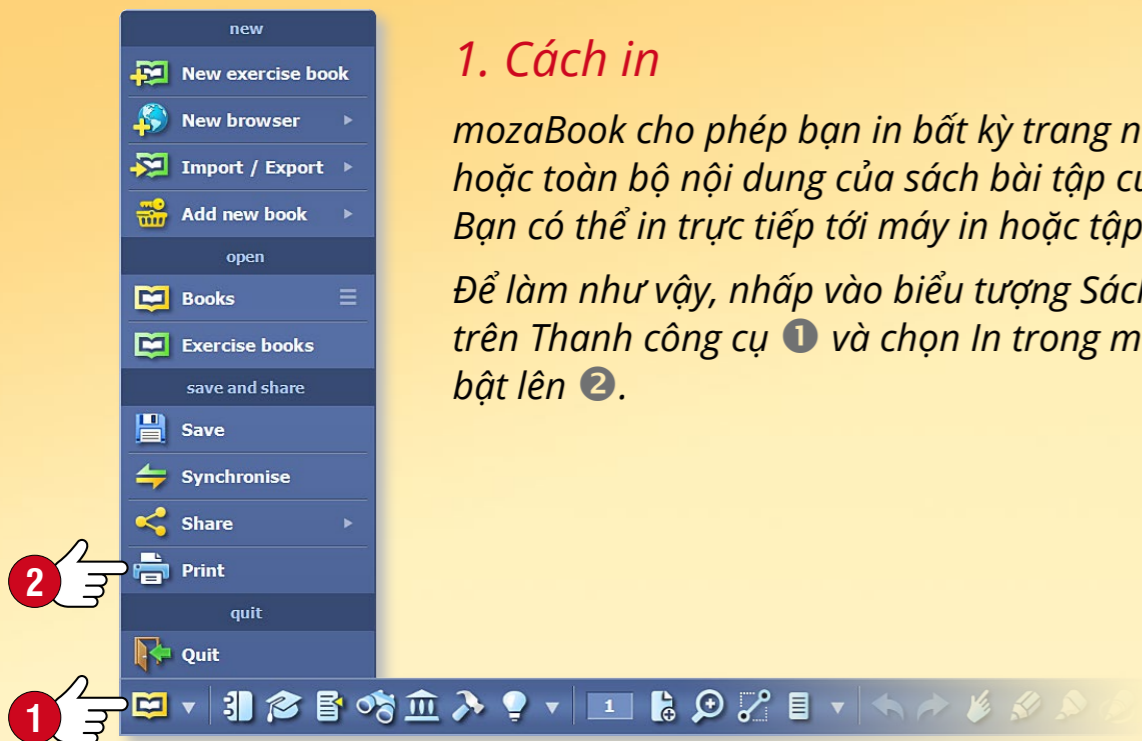 new
New exercise book
New browser
Import / Export
Add new book
open
Books
Exercise books
save and share
Save
Synchronise
Share
Print
quit
Quit
2
1
1
1. Cách in
mozaBook cho phép bạn in bất kỳ trang
hoặc toàn bộ nội dung của sách bài tập
Bạn có thể in trực tiếp tới máy in hoặc tập
Để làm như vậy, nhấp vào biểu tượng Sách
trên Thanh công cụ ❶ và chọn In trong
bật lên ❷.